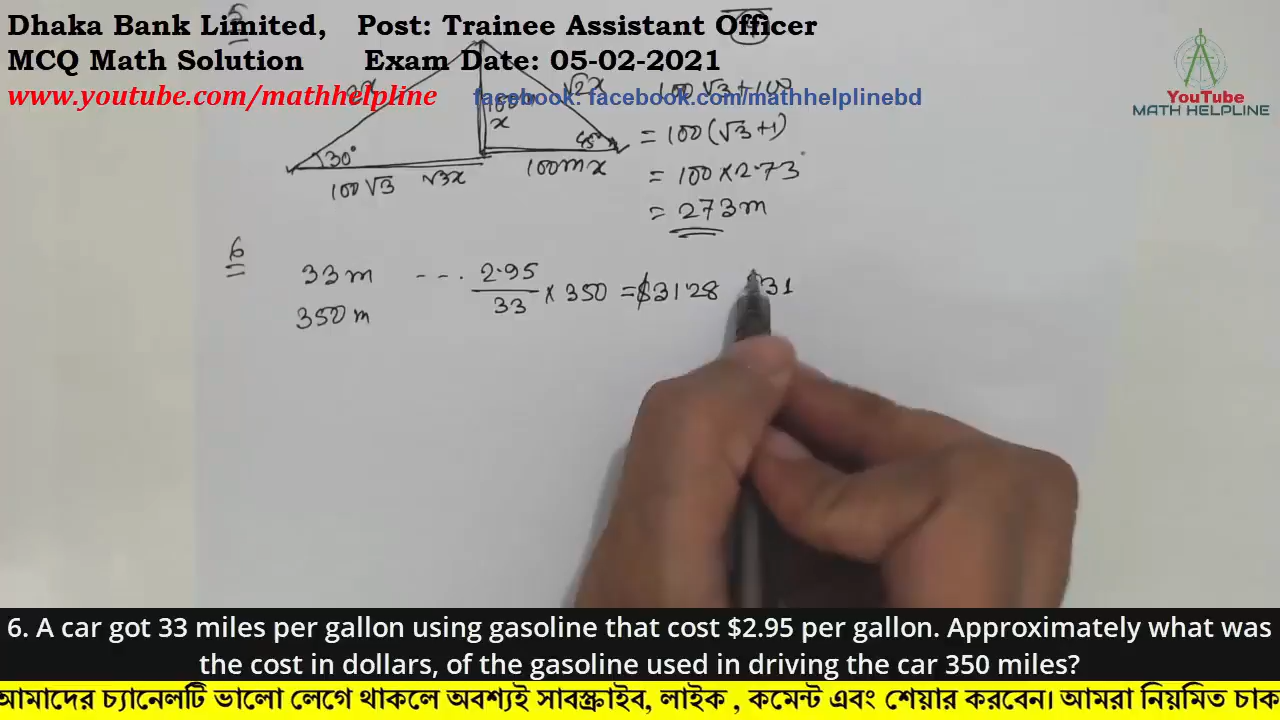 Dhaka Bank Limited, Post: Trainee Assistant Officer
MCQ Math Solution Exam Date: 05-02-2021
www.youtube.com/mathhelpline facebook: facebook.com/mathhelplinebd
YouTube
MATH HELPLINE
2x
100
x
√2x
100√3+100
30°
45°
100√3 √3x
100m x
= 100(√3+1)
= 100×2.73
= 273m
6
33m --- 2.95/33 × 350 = $31.28 $31
350m
6. A car got 33 miles per gallon using gasoline that cost $2.95 per gallon. Approximately what was
the cost in dollars, of the gasoline used in driving the car 350 miles?
আমাদের চ্যানেলটি ভালো লেগে থাকলে অবশ্যই সাবস্ক্রাইব, লাইক , কমেন্ট এবং শেয়ার করবেন। আমরা নিয়মিত চাক